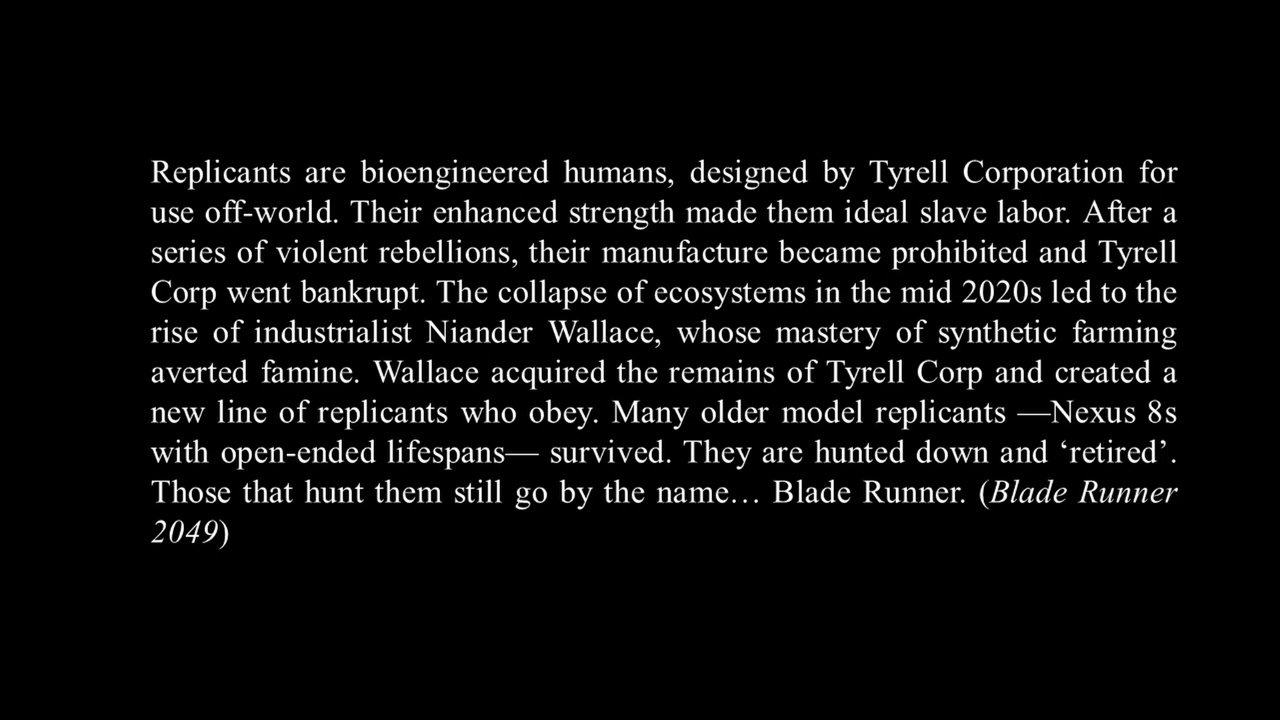 Replicants are bioengineered humans, designed by Tyrell Corporation for
use off-world. Their enhanced strength made them ideal slave labor. After a
series of violent rebellions, their manufacture became prohibited and Tyrell
Corp went bankrupt. The collapse of ecosystems in the mid 2020s led to the
rise of industrialist Niander Wallace, whose mastery of synthetic farming
averted famine. Wallace acquired the remains of Tyrell Corp and created a
new line of replicants who obey. Many older model replicants —Nexus 8s
with open-ended lifespans— survived. They are hunted down and ‘retired’.
Those that hunt them still go by the name… Blade Runner. (Blade Runner
2049)